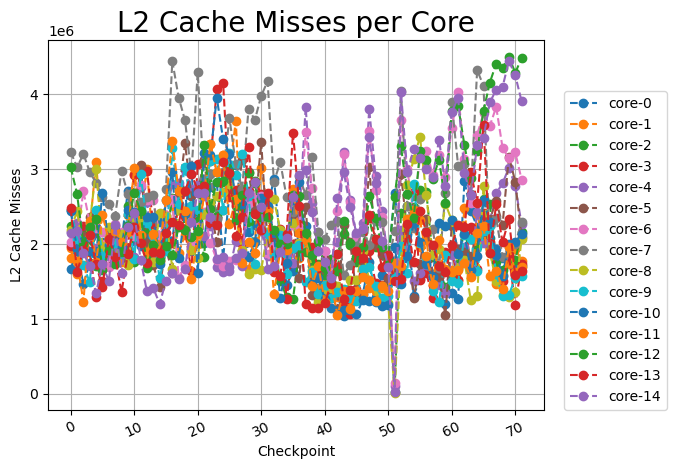 L2 Cache Misses per Core
1e6
4
3
2
1
0
L2 Cache Misses
0
10
20
30
40
50
60
70
Checkpoint
core-0
core-1
core-2
core-3
core-4
core-5
core-6
core-7
core-8
core-9
core-10
core-11
core-12
core-13
core-14